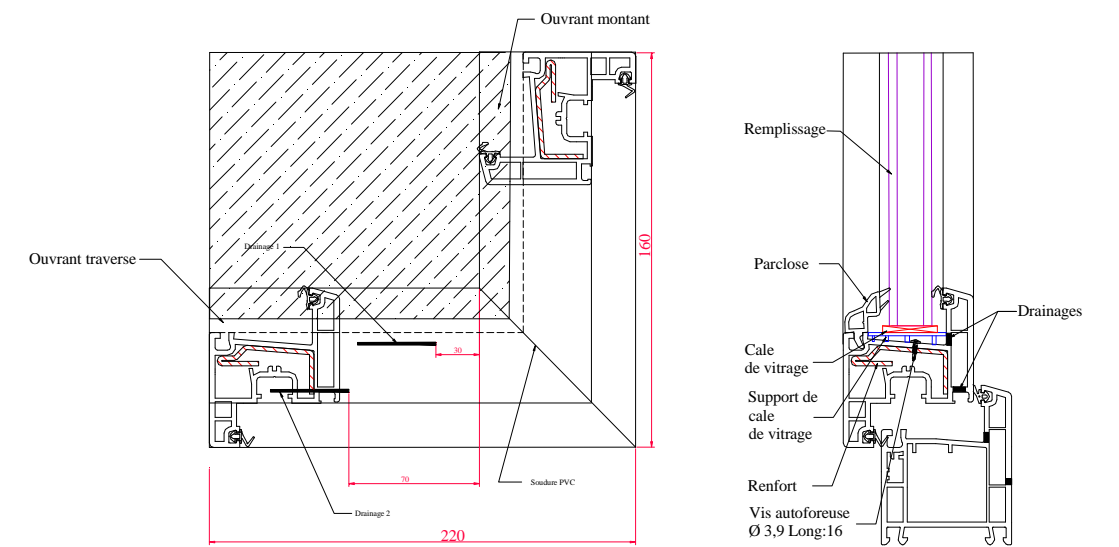 Ouvrant montant
Ouvrant traverse
Drainage 1
30
160
70
Soudure PVC
Drainage 2
220
Remplissage
Parclose
Drainages
Cale
de vitrage
Support de
cale
de vitrage
Renfort
Vis autoforeuse
Ø 3,9 Long:16